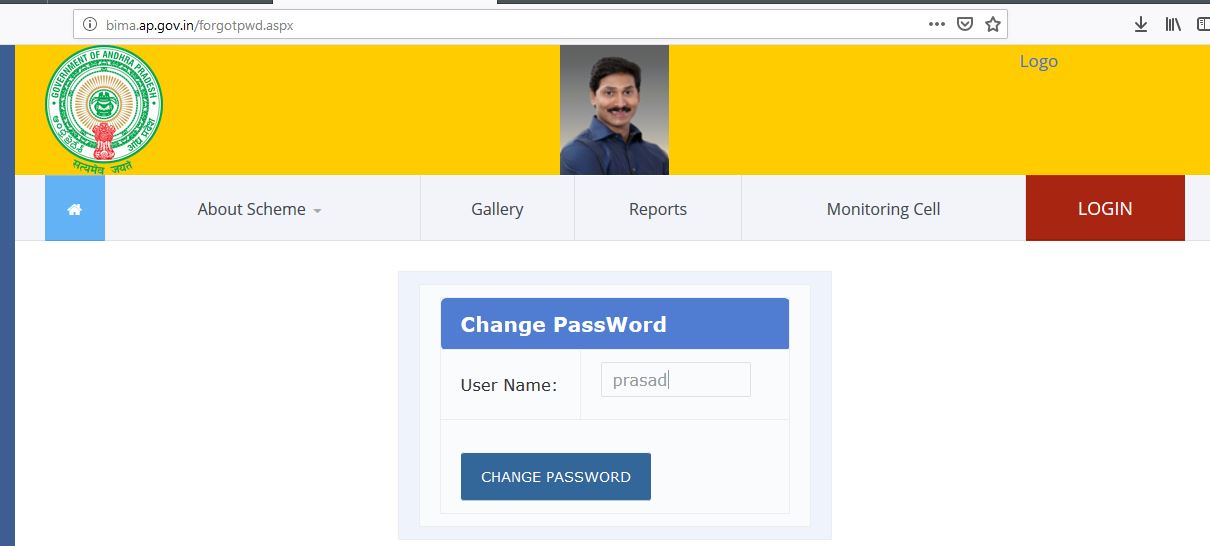 bima.ap.gov.in/forgotpwd.aspx
GOVERNMENT OF ANDHRA PRADESH
सत्यमेव जयते
Logo
About Scheme
Gallery
Reports
Monitoring Cell
LOGIN
Change PassWord
User Name:
prasad
CHANGE PASSWORD